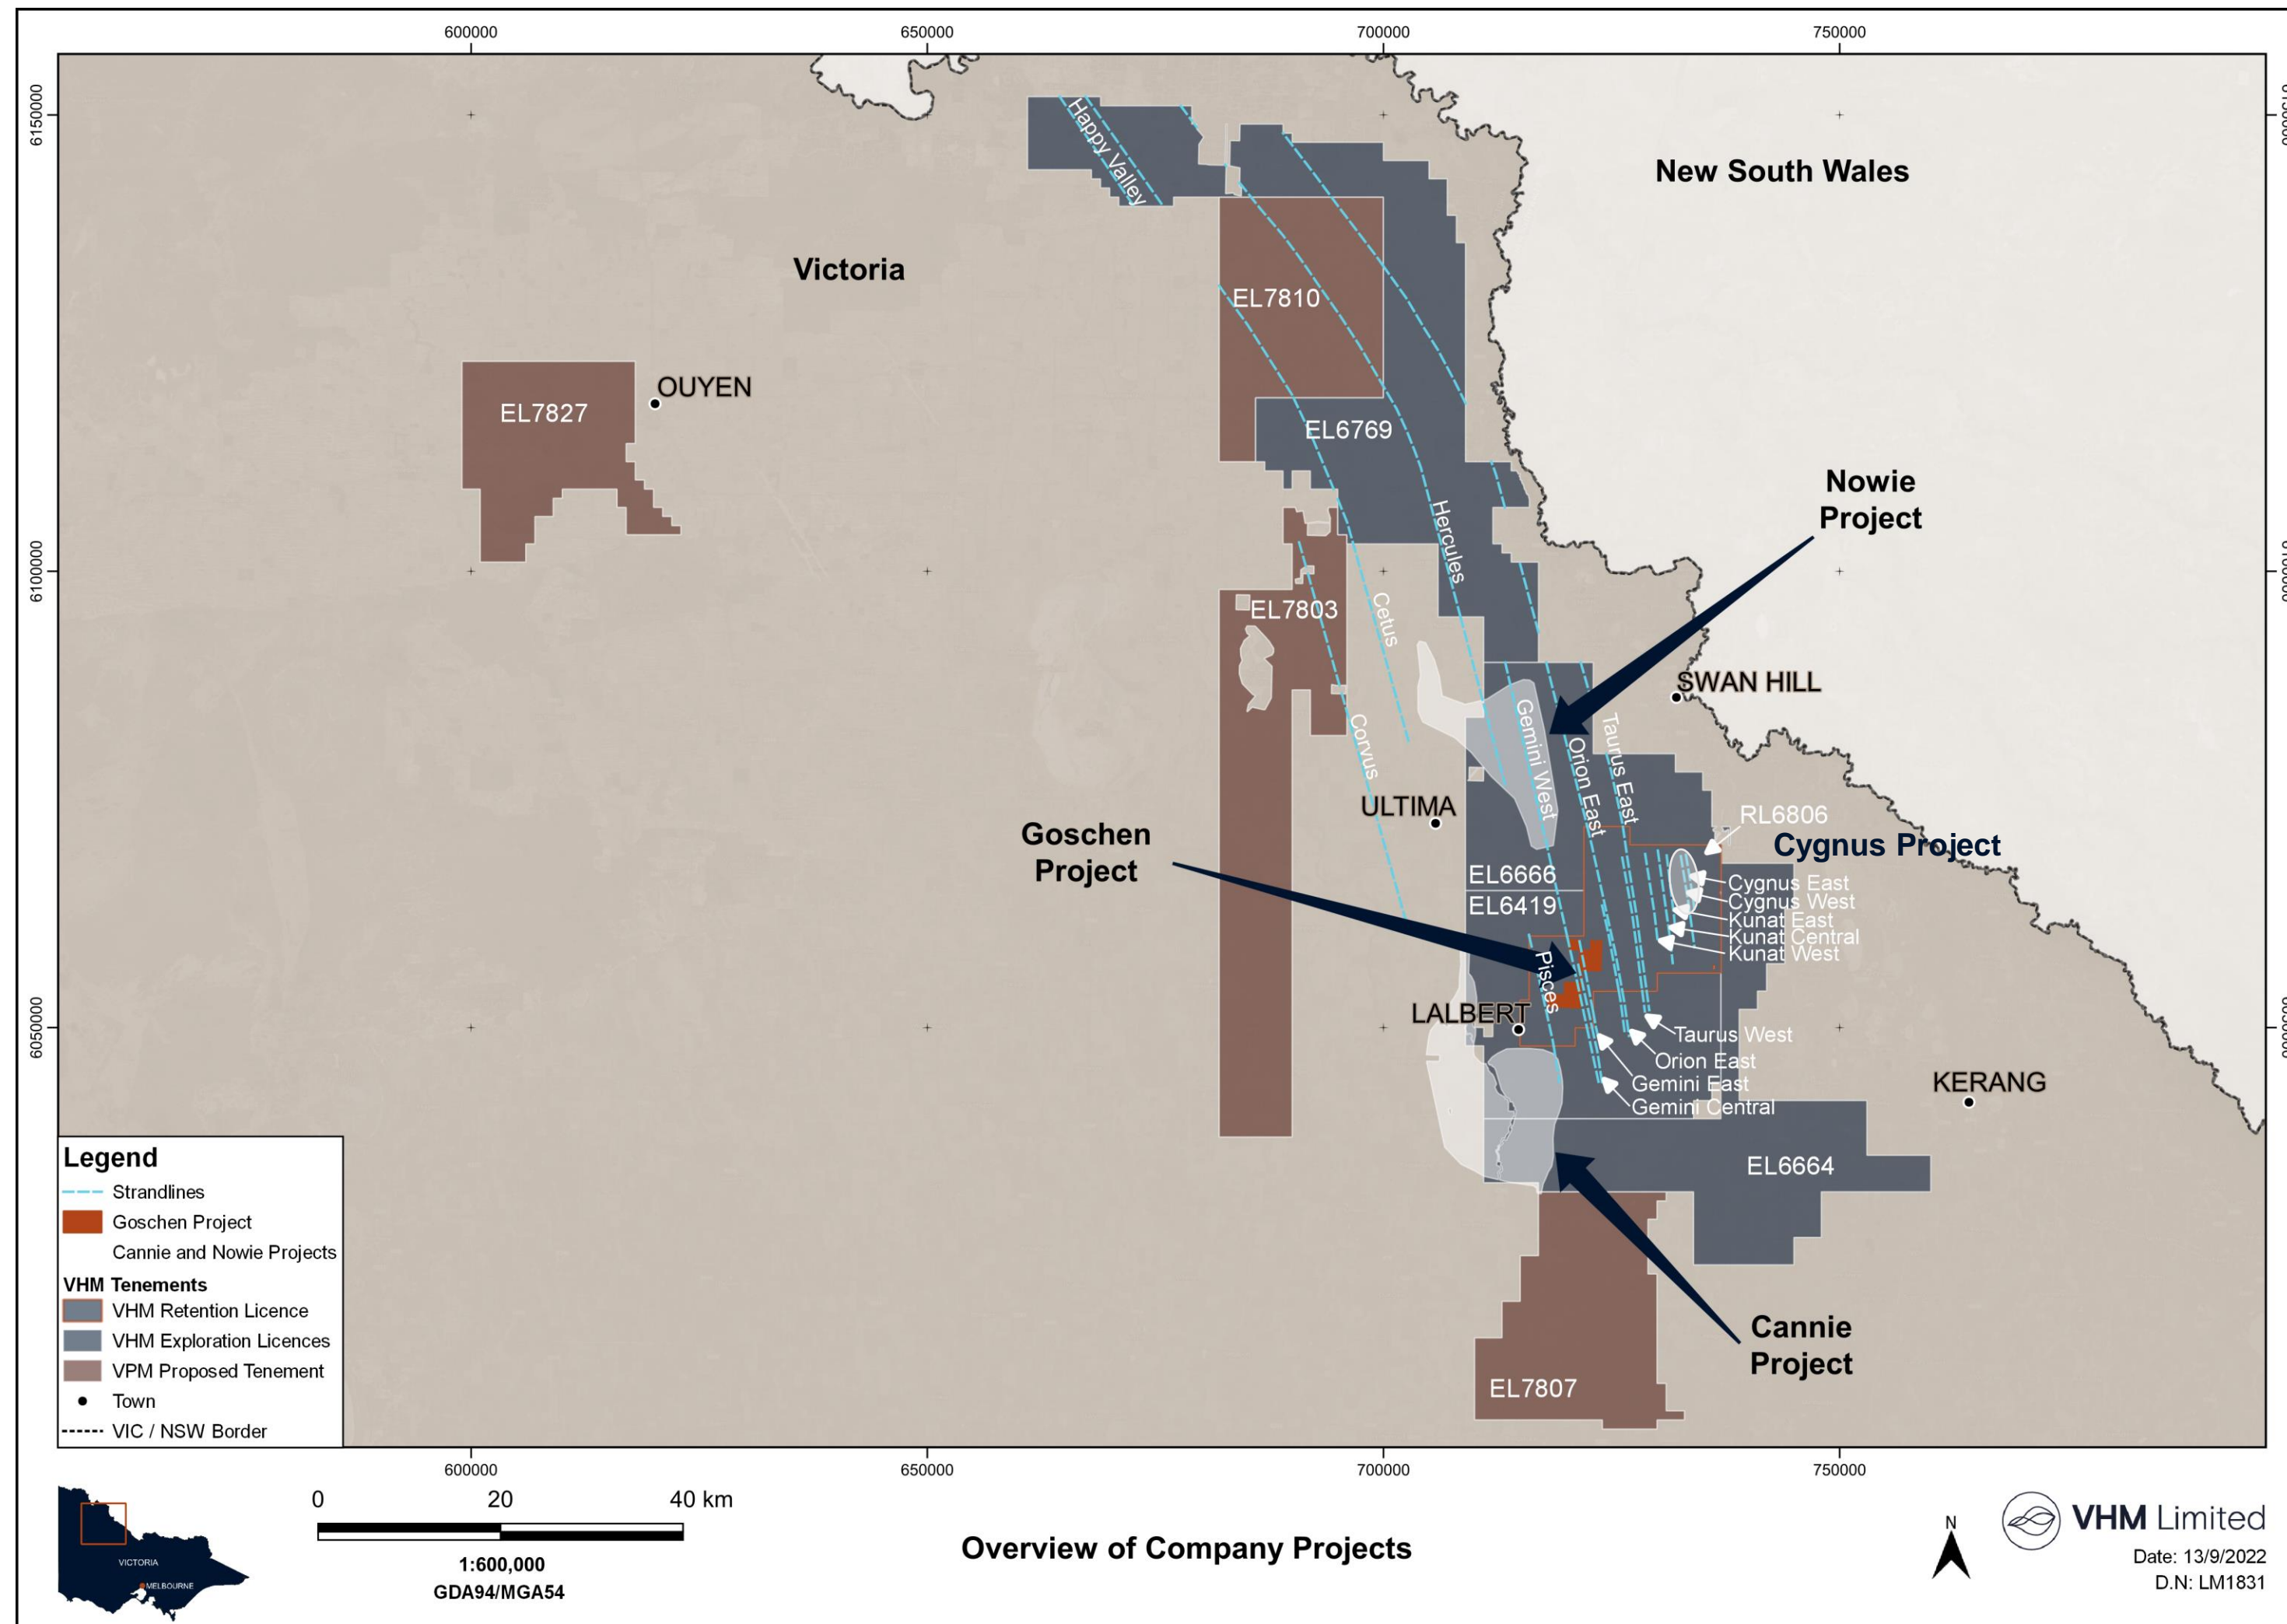 600000
650000
700000
750000
6150000
New South Wales
Happy Valley
Victoria
EL7810
OUYEN
EL7827
EL6769
Nowie
Project
Hercules
6100000
EL7803
Cetus
SWAN HILL
Gemini West
Taurus East
Corvus
Orion East
ULTIMA
RL6806
Goschen
Project
Cygnus Project
EL6666
Cygnus East
EL6419
Cygnus West
Kunat East
Kunat Central
Kunat West
Pisces
6050000
LALBERT
Taurus West
Orion East
Gemini East
KERANG
Gemini Central
EL6664
Cannie
Project
EL7807
Legend
Strandlines
Goschen Project
Cannie and Nowie Projects
VHM Tenements
VHM Retention Licence
VHM Exploration Licences
VPM Proposed Tenement
Town
VIC / NSW Border
600000
650000
700000
750000
0 20 40 km
1:600,000
GDA94/MGA54
VICTORIA
MELBOURNE
Overview of Company Projects
N
VHM Limited
Date: 13/9/2022
D.N: LM1831